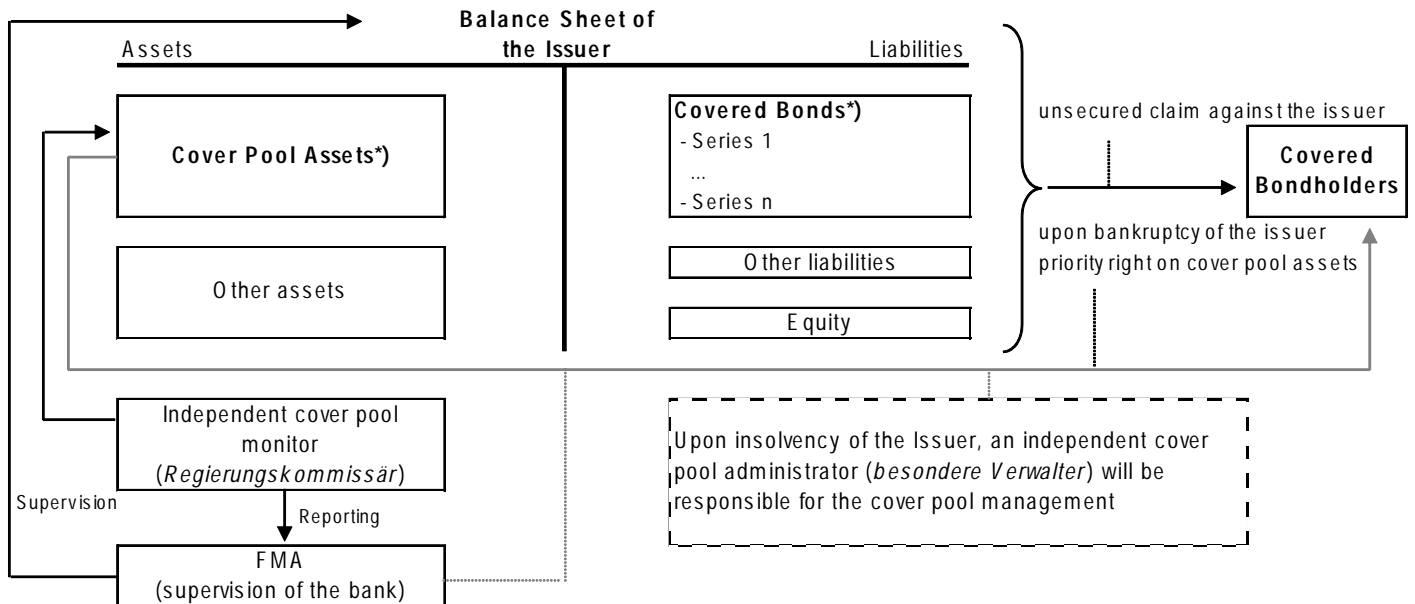 Balance Sheet of
the Issuer
Assets
Liabilities
Cover Pool Assets*)
Other assets
Covered Bonds*)
- Series 1
...
- Series n
Other liabilities
Equity
unsecured claim against the issuer
Covered
Bondholders
upon bankruptcy of the issuer
priority right on cover pool assets
Independent cover pool
monitor
(Regierungskommissär)
Supervision
Reporting
FMA
(supervision of the bank)
Upon insolvency of the Issuer, an independent cover
pool administrator (besondere Verwalter) will be
responsible for the cover pool management